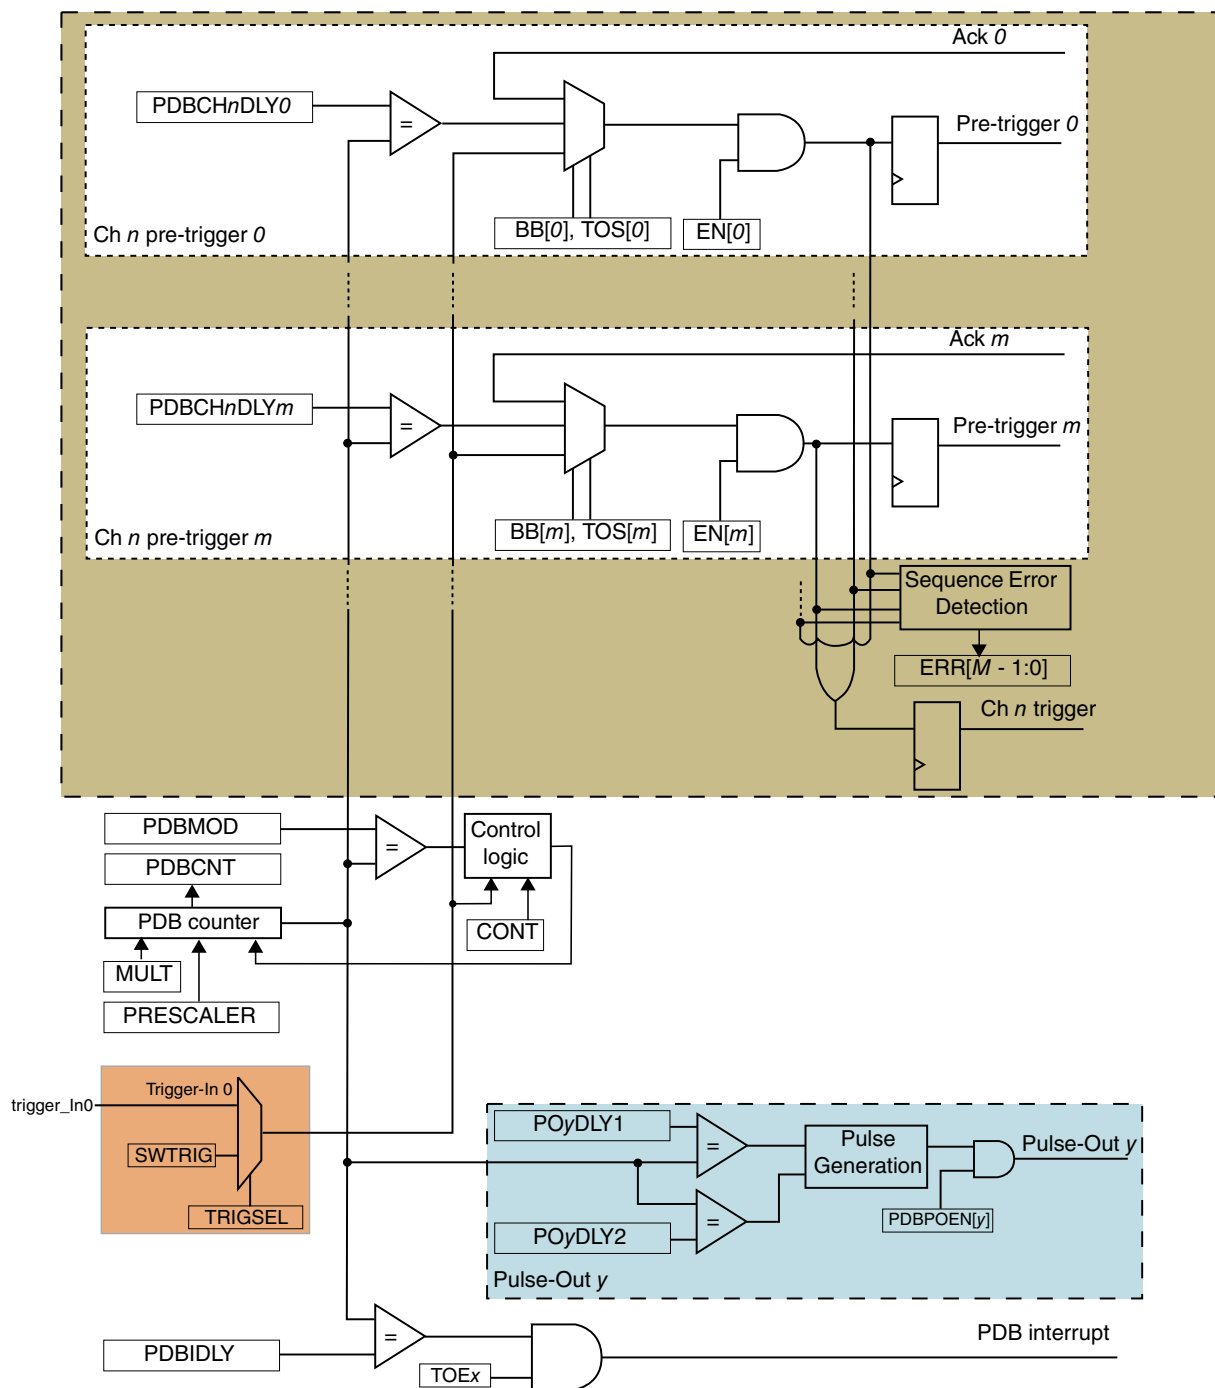 Ack 0
PDBCHnDLY0
=
Pre-trigger 0
BB[0], TOS[0]
EN[0]
Ch n pre-trigger 0
Ack m
PDBCHnDLYm
=
Pre-trigger m
BB[m], TOS[m]
EN[m]
Ch n pre-trigger m
Sequence Error
Detection
ERR[M - 1:0]
Ch n trigger
PDBMOD
=
Control
logic
PDBCNT
PDB counter
CONT
MULT
PRESCALER
trigger_In0
Trigger-In 0
SWTRIG
TRIGSEL
POyDLY1
=
Pulse
Generation
Pulse-Out y
POyDLY2
=
PDBPOEN[y]
Pulse-Out y
PDBIDLY
=
TOEx
PDB interrupt